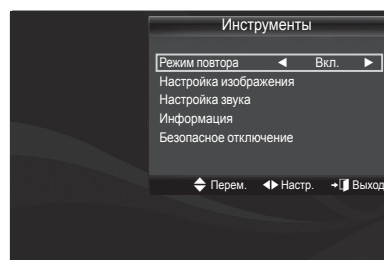 Инструменты
Режим повтора ◀ Вкл. ▶
Настройка изображения
Настройка звука
Информация
Безопасное отключение
Перем. Настр. Выход